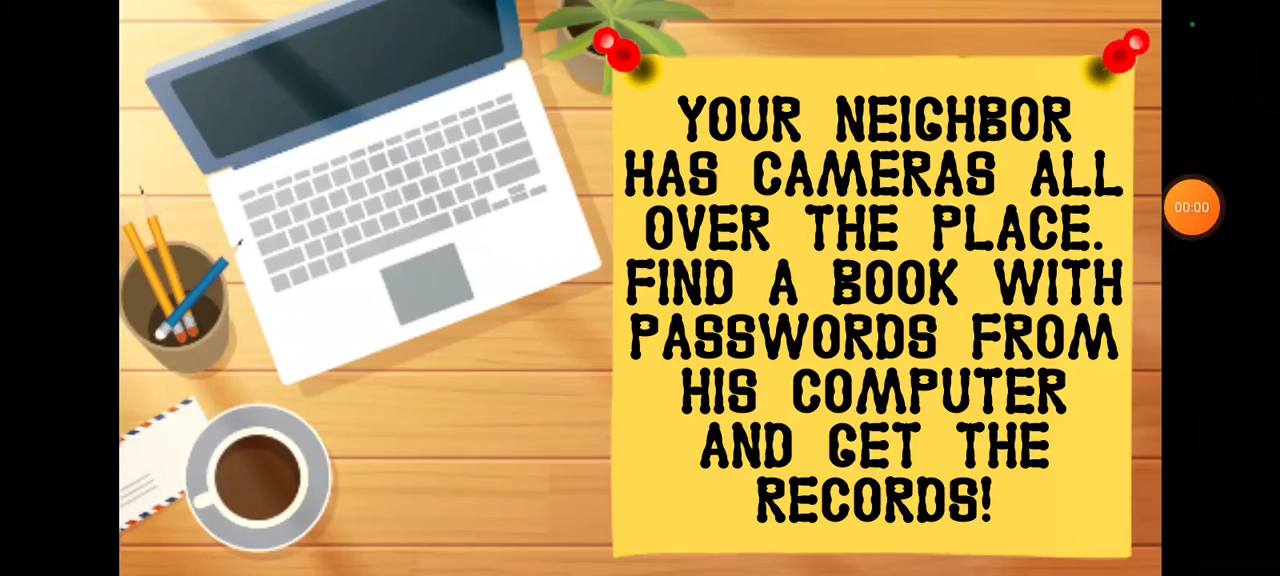 YOUR NEIGHBOR
HAS CAMERAS ALL
OVER THE PLACE.
FIND A BOOK WITH
PASSWORDS FROM
HIS COMPUTER
AND GET THE
RECORDS!
00:00